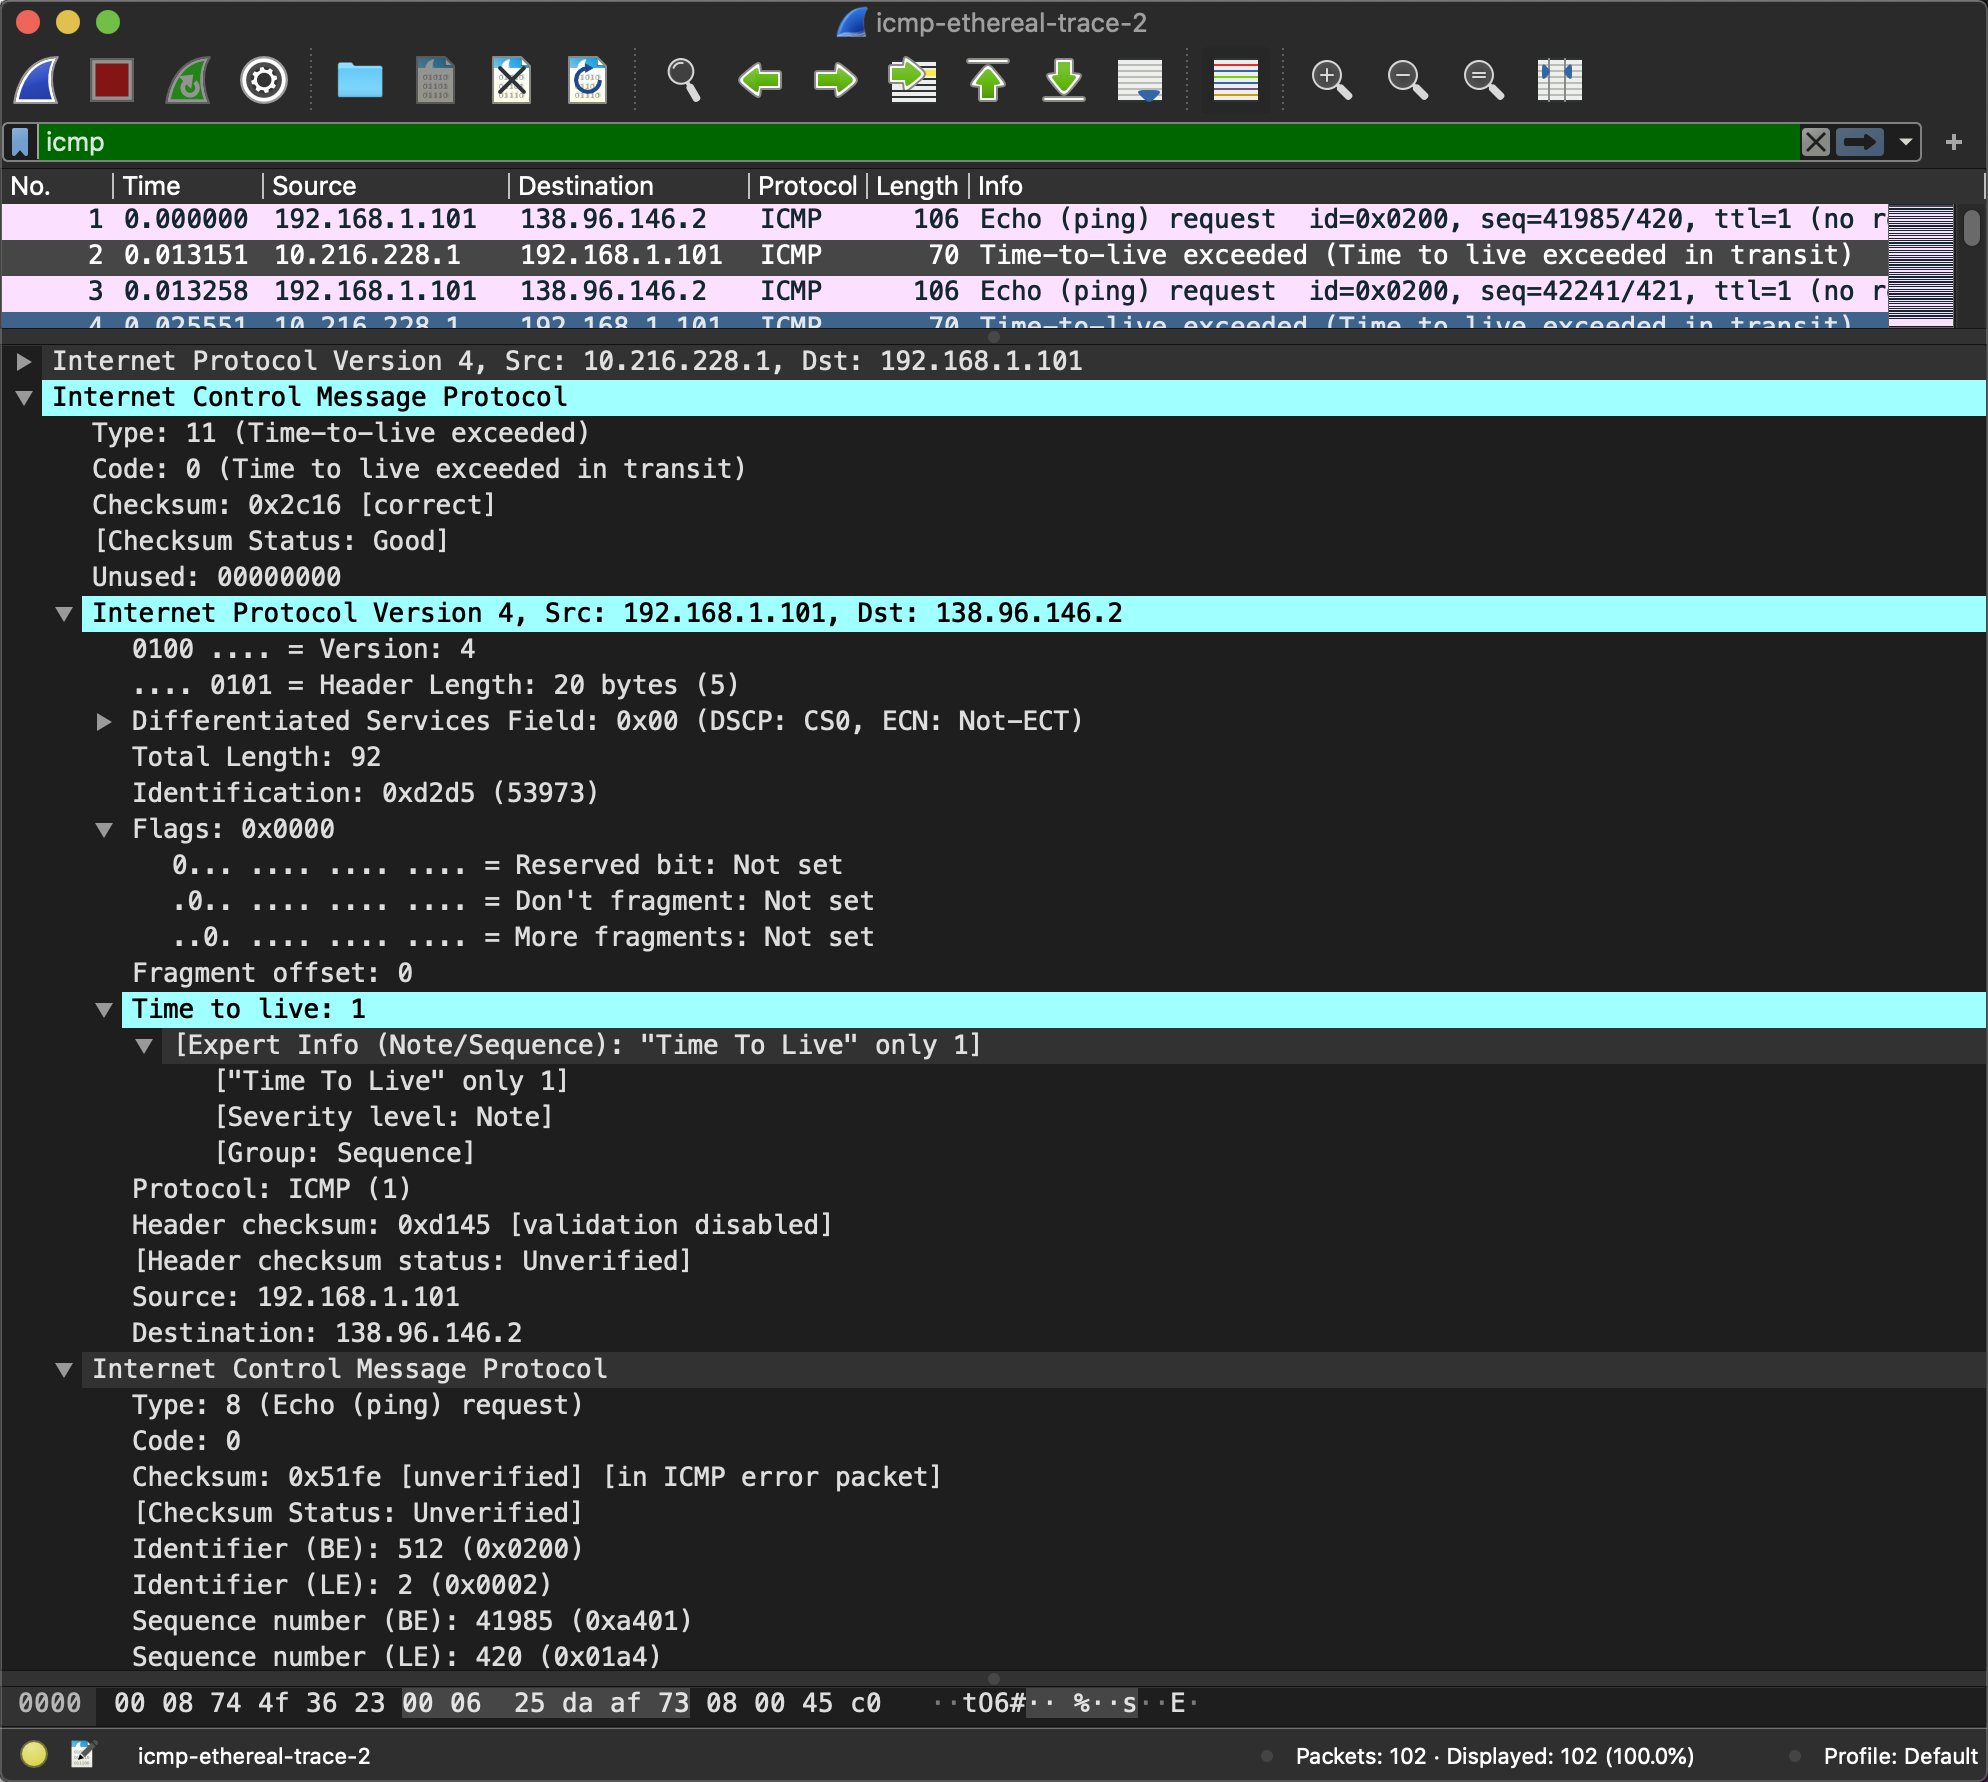 icmp-ethereal-trace-2
icmp
No. Time Source Destination Protocol Length Info
1 0.000000 192.168.1.101 138.96.146.2 ICMP 106 Echo (ping) request id=0x0200, seq=41985/420, ttl=1 (no r
2 0.013151 10.216.228.1 192.168.1.101 ICMP 70 Time-to-live exceeded (Time to live exceeded in transit)
3 0.013258 192.168.1.101 138.96.146.2 ICMP 106 Echo (ping) request id=0x0200, seq=42241/421, ttl=1 (no r
4 0.025551 10.216.228.1 192.168.1.101 ICMP 70 Time-to-live exceeded (Time to live exceeded in transit)
Internet Protocol Version 4, Src: 10.216.228.1, Dst: 192.168.1.101
Internet Control Message Protocol
Type: 11 (Time-to-live exceeded)
Code: 0 (Time to live exceeded in transit)
Checksum: 0x2c16 [correct]
[Checksum Status: Good]
Unused: 00000000
Internet Protocol Version 4, Src: 192.168.1.101, Dst: 138.96.146.2
0100 .... = Version: 4
.... 0101 = Header Length: 20 bytes (5)
Differentiated Services Field: 0x00 (DSCP: CS0, ECN: Not-ECT)
Total Length: 92
Identification: 0xd2d5 (53973)
Flags: 0x0000
0... .... .... .... = Reserved bit: Not set
.0.. .... .... .... = Don't fragment: Not set
..0. .... .... .... = More fragments: Not set
Fragment offset: 0
Time to live: 1
[Expert Info (Note/Sequence): "Time To Live" only 1]
["Time To Live" only 1]
[Severity level: Note]
[Group: Sequence]
Protocol: ICMP (1)
Header checksum: 0xd145 [validation disabled]
[Header checksum status: Unverified]
Source: 192.168.1.101
Destination: 138.96.146.2
Internet Control Message Protocol
Type: 8 (Echo (ping) request)
Code: 0
Checksum: 0x51fe [unverified] [in ICMP error packet]
[Checksum Status: Unverified]
Identifier (BE): 512 (0x0200)
Identifier (LE): 2 (0x0002)
Sequence number (BE): 41985 (0xa401)
Sequence number (LE): 420 (0x01a4)
0000 00 08 74 4f 36 23 00 06 25 da af 73 08 00 45 c0 ··tO6#·· %··s··E·
icmp-ethereal-trace-2 Packets: 102 · Displayed: 102 (100.0%) Profile: Default